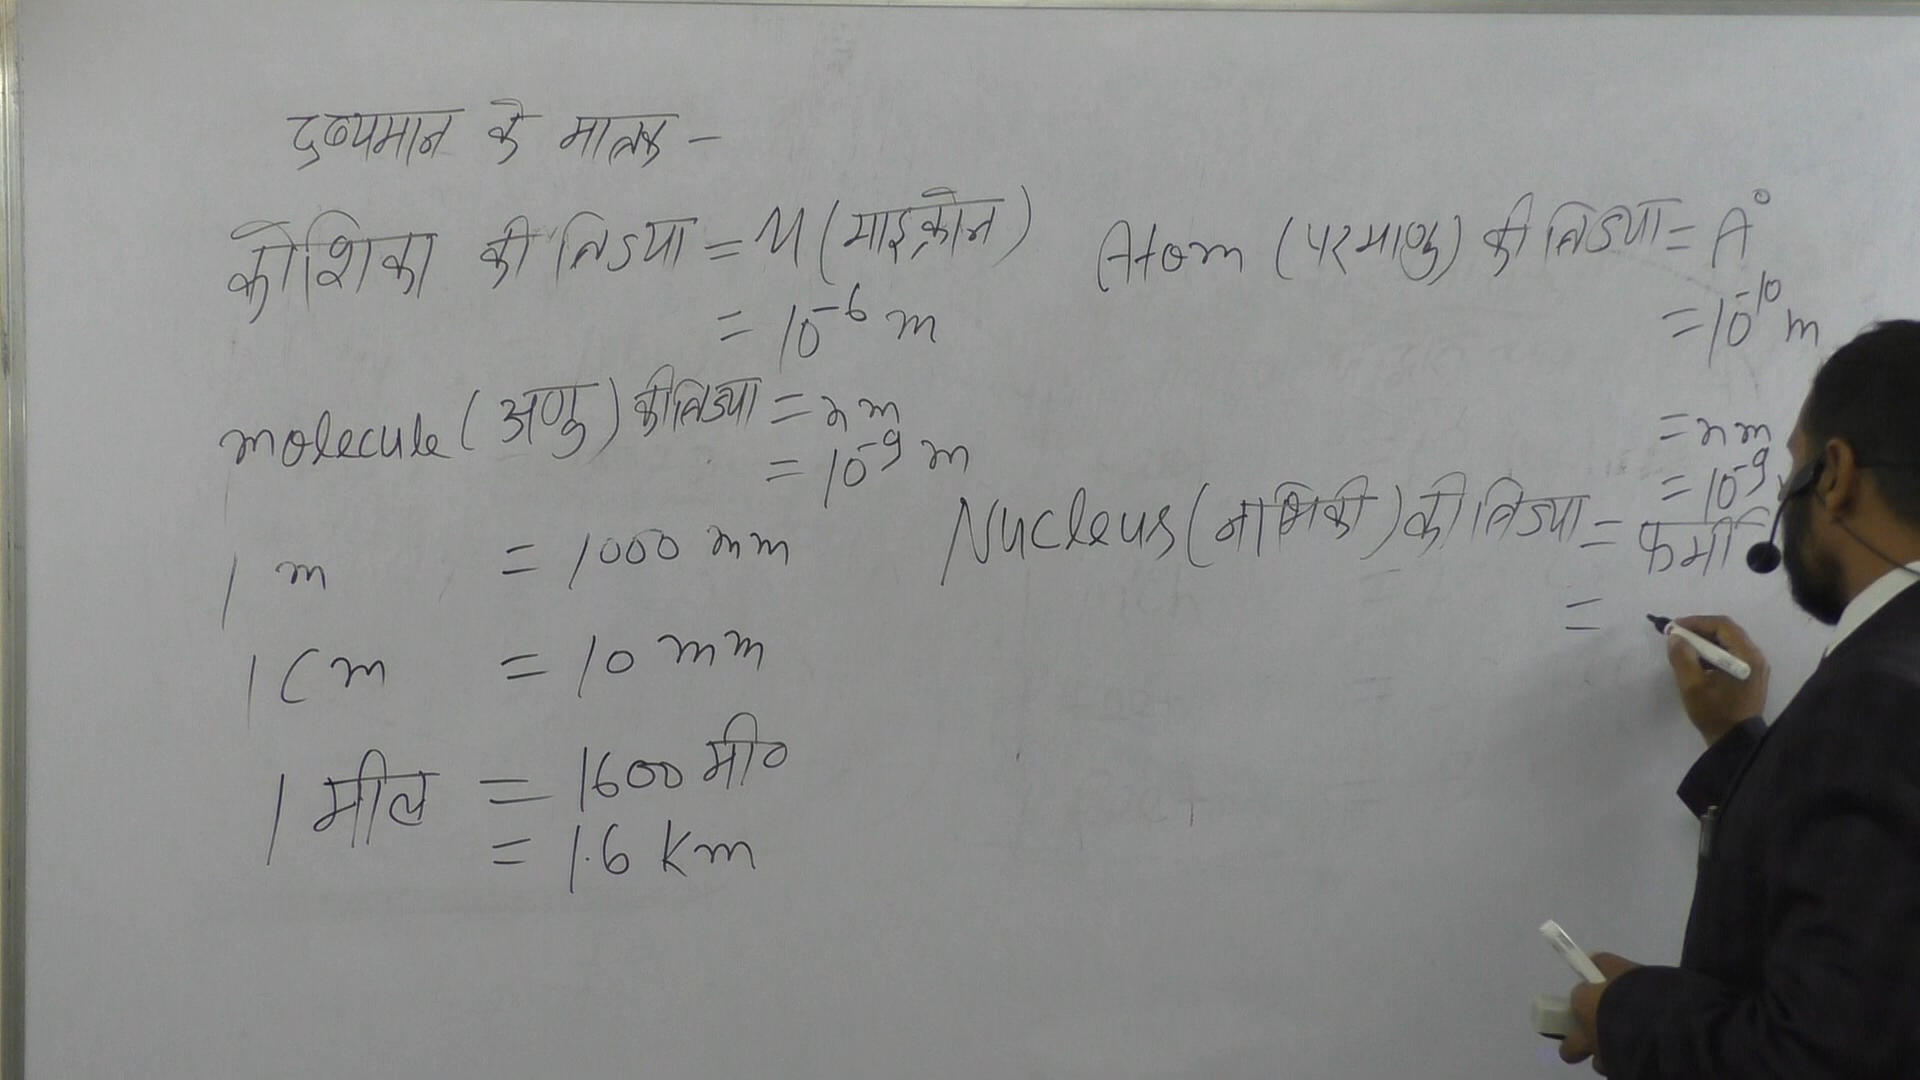 द्रव्यमान के मात्रक -
कोशिका की त्रिज्या = µ (माइक्रोन)
= 10⁻⁶ m
molecule (अणु) की त्रिज्या = nm
= 10⁻⁹ m
1 m = 1000 mm
1 Cm = 10 mm
1 मील = 1600 मी०
= 1.6 Km
Atom (परमाणु) की त्रिज्या = A°
= 10⁻¹⁰ m
= nm
= 10⁻⁹
Nucleus (नाभिकी) की त्रिज्या = फर्मी
=